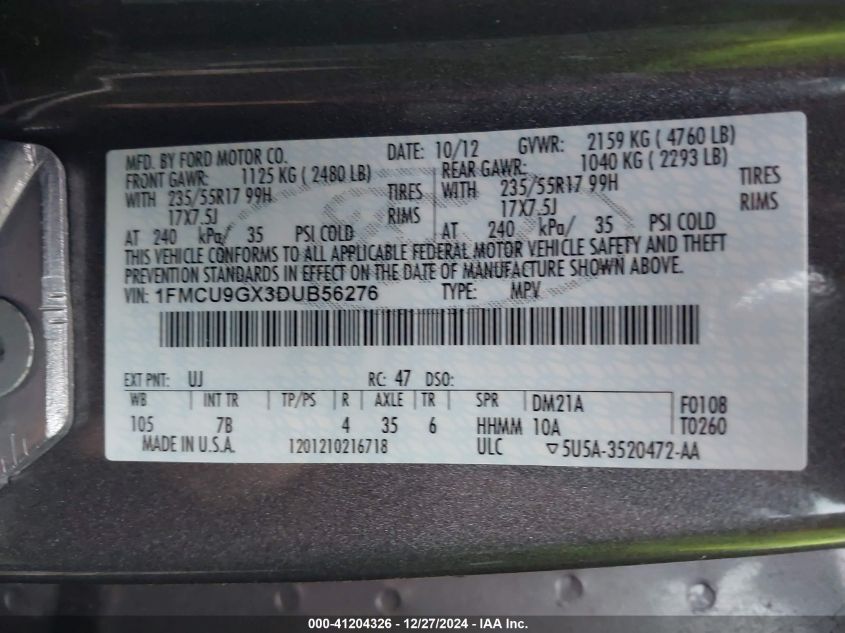 MFD. BY FORD MOTOR CO. DATE: 10/12 GVWR: 2159 KG ( 4760 LB)
FRONT GAWR: 1125 KG ( 2480 LB) REAR GAWR: 1040 KG ( 2293 LB)
WITH 235/55R17 99H TIRES WITH 235/55R17 99H TIRES
17X7.5J RIMS 17X7.5J RIMS
AT 240 kPa/ 35 PSI COLD AT 240 kPa/ 35 PSI COLD
THIS VEHICLE CONFORMS TO ALL APPLICABLE FEDERAL MOTOR VEHICLE SAFETY AND THEFT
PREVENTION STANDARDS IN EFFECT ON THE DATE OF MANUFACTURE SHOWN ABOVE.
VIN: 1FMCU9GX3DUB56276 TYPE: MPV
EXT PNT: UJ RC: 47 DSO:
WB INT TR TP/PS R AXLE TR SPR DM21A F0108
105 7B 4 35 6 HHMM 10A T0260
MADE IN U.S.A. 1201210216718 ULC ▽5U5A-3520472-AA
000-41204326 - 12/27/2024 - IAA Inc.